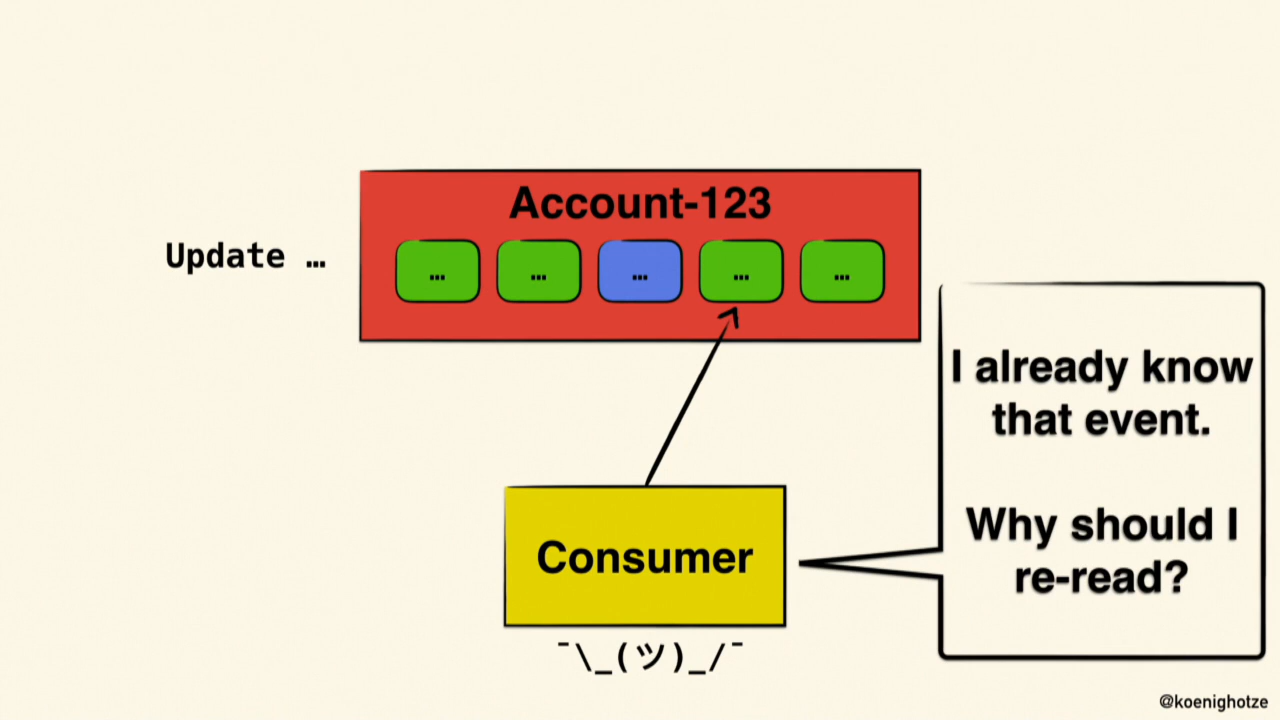 Account-123
Update …
… … … … …
I already know
that event.
Why should I
re-read?
Consumer
¯\_(ツ)_/¯
@koenighotze